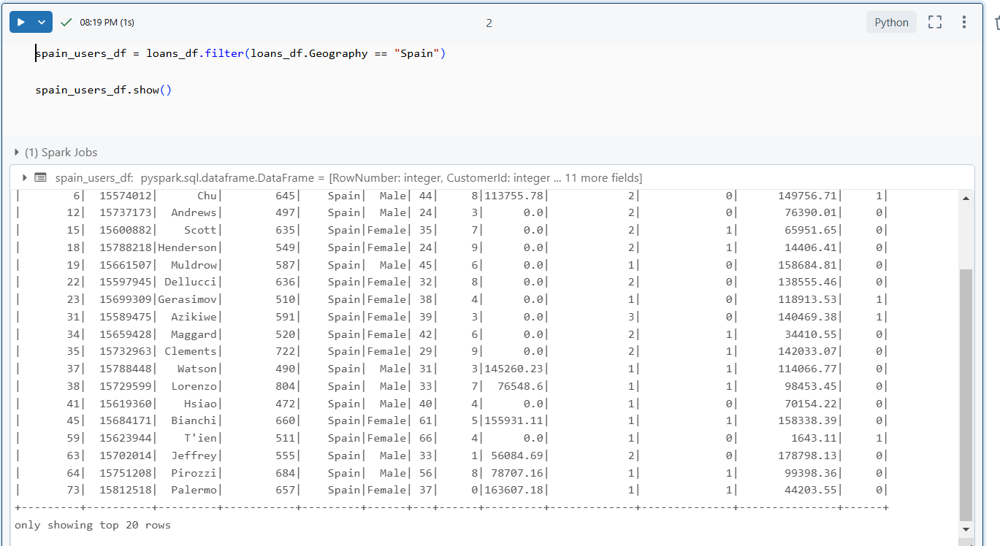 08:19 PM (1s)
2
Python
spain_users_df = loans_df.filter(loans_df.Geography == "Spain")
spain_users_df.show()
(1) Spark Jobs
spain_users_df: pyspark.sql.dataframe.DataFrame = [RowNumber: integer, CustomerId: integer ... 11 more fields]
|        6|  15574012|      Chu|        645|    Spain|  Male| 44|     8|113755.78|            2|             0|      149756.71|     1|
|       12|  15737173|  Andrews|        497|    Spain|  Male| 24|     3|      0.0|            2|             0|       76390.01|     0|
|       15|  15600882|    Scott|        635|    Spain|Female| 35|     7|      0.0|            2|             1|       65951.65|     0|
|       18|  15788218|Henderson|        549|    Spain|Female| 24|     9|      0.0|            2|             1|       14406.41|     0|
|       19|  15661507|  Muldrow|        587|    Spain|  Male| 45|     6|      0.0|            1|             0|      158684.81|     0|
|       22|  15597945| Dellucci|        636|    Spain|Female| 32|     8|      0.0|            2|             0|      138555.46|     0|
|       23|  15699309|Gerasimov|        510|    Spain|Female| 38|     4|      0.0|            1|             0|      118913.53|     1|
|       31|  15589475|  Azikiwe|        591|    Spain|Female| 39|     3|      0.0|            3|             0|      140469.38|     1|
|       34|  15659428|  Maggard|        520|    Spain|Female| 42|     6|      0.0|            2|             1|       34410.55|     0|
|       35|  15732963| Clements|        722|    Spain|Female| 29|     9|      0.0|            2|             1|      142033.07|     0|
|       37|  15788448|   Watson|        490|    Spain|  Male| 31|     3|145260.23|            1|             1|      114066.77|     0|
|       38|  15729599|  Lorenzo|        804|    Spain|  Male| 33|     7|  76548.6|            1|             1|       98453.45|     0|
|       41|  15619360|    Hsiao|        472|    Spain|  Male| 40|     4|      0.0|            1|             0|       70154.22|     0|
|       45|  15684171|  Bianchi|        660|    Spain|Female| 61|     5|155931.11|            1|             1|      158338.39|     0|
|       59|  15623944|   T'ien|        511|    Spain|Female| 66|     4|      0.0|            1|             0|        1643.11|     1|
|       63|  15702014|  Jeffrey|        555|    Spain|  Male| 33|     1| 56084.69|            2|             0|      178798.13|     0|
|       64|  15751208|  Pirozzi|        684|    Spain|  Male| 56|     8| 78707.16|            1|             1|       99398.36|     0|
|       73|  15812518|  Palermo|        657|    Spain|Female| 37|     0|163607.18|            1|             1|       44203.55|     0|
+---------+----------+---------+-----------+---------+------+---+------+---------+-------------+--------------+---------------+------+
only showing top 20 rows